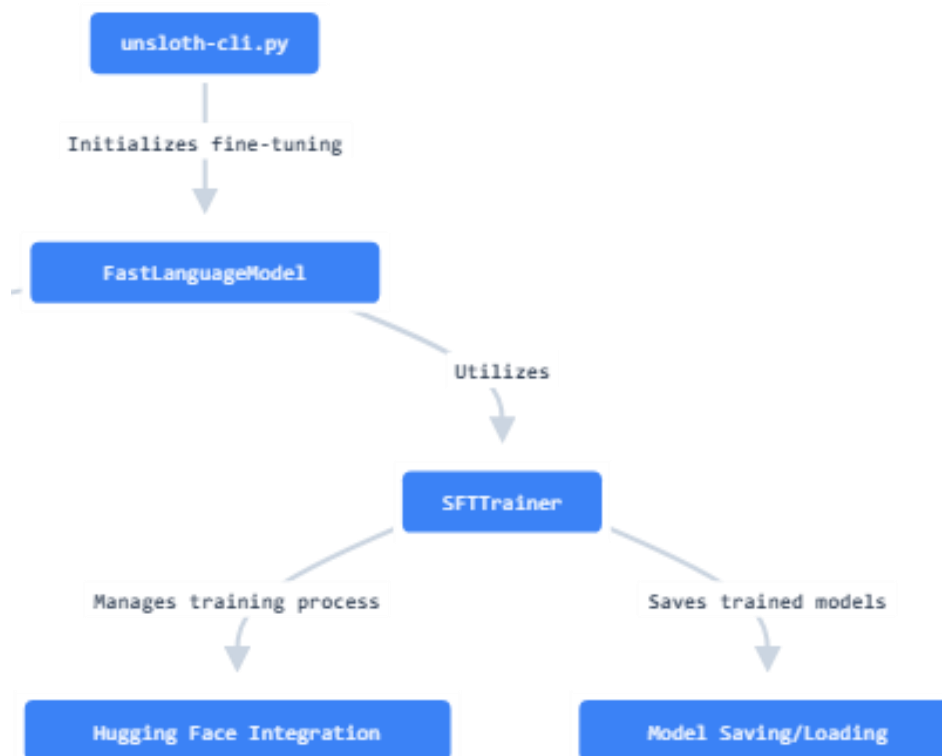 unsloth-cli.py
Initializes fine-tuning
FastLanguageModel
Utilizes
SFTTrainer
Manages training process
Saves trained models
Hugging Face Integration
Model Saving/Loading